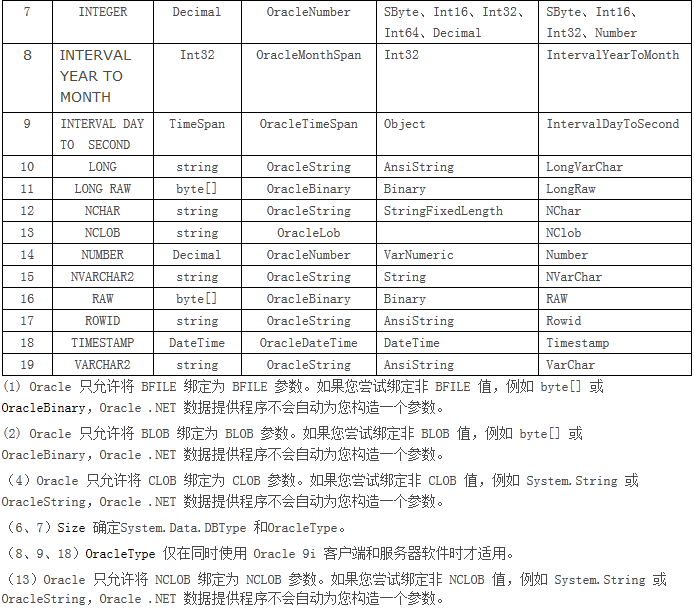 7 INTEGER Decimal OracleNumber SByte、Int16、Int32、 SByte、Int16、
Int64、Decimal Int32、Number
8 INTERVAL Int32 OracleMonthSpan Int32 IntervalYearToMonth
YEAR TO
MONTH
9 INTERVAL DAY TimeSpan OracleTimeSpan Object IntervalDayToSecond
TO SECOND
10 LONG string OracleString AnsiString LongVarChar
11 LONG RAW byte[] OracleBinary Binary LongRaw
12 NCHAR string OracleString StringFixedLength NChar
13 NCLOB string OracleLob NClob
14 NUMBER Decimal OracleNumber VarNumeric Number
15 NVARCHAR2 string OracleString String NVarChar
16 RAW byte[] OracleBinary Binary RAW
17 ROWID string OracleString AnsiString Rowid
18 TIMESTAMP DateTime OracleDateTime DateTime Timestamp
19 VARCHAR2 string OracleString AnsiString VarChar
(1) Oracle 只允许将 BFILE 绑定为 BFILE 参数。如果您尝试绑定非 BFILE 值，例如 byte[] 或
OracleBinary，Oracle .NET 数据提供程序不会自动为您构造一个参数。
(2) Oracle 只允许将 BLOB 绑定为 BLOB 参数。如果您尝试绑定非 BLOB 值，例如 byte[] 或
OracleBinary，Oracle .NET 数据提供程序不会自动为您构造一个参数。
（4）Oracle 只允许将 CLOB 绑定为 CLOB 参数。如果您尝试绑定非 CLOB 值，例如 System.String 或
OracleString，Oracle .NET 数据提供程序不会自动为您构造一个参数。
（6、7）Size 确定System.Data.DBType 和OracleType。
（8、9、18）OracleType 仅在同时使用 Oracle 9i 客户端和服务器软件时才适用。
（13）Oracle 只允许将 NCLOB 绑定为 NCLOB 参数。如果您尝试绑定非 NCLOB 值，例如 System.String 或
OracleString，Oracle .NET 数据提供程序不会自动为您构造一个参数。